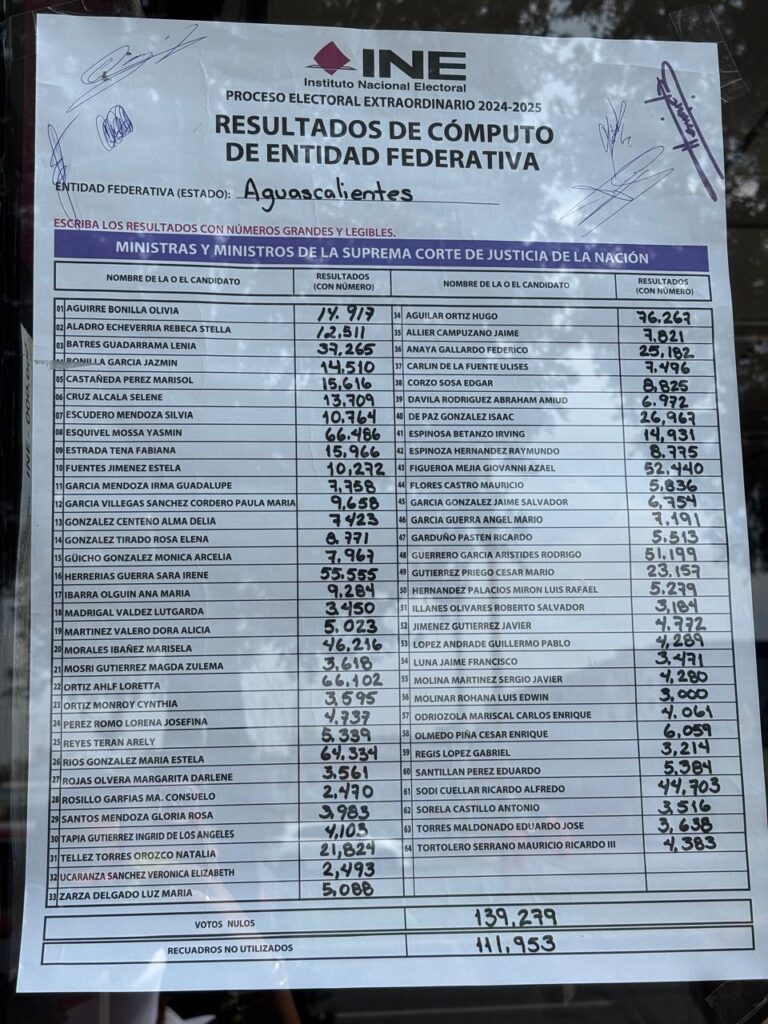 INE
Instituto Nacional Electoral
PROCESO ELECTORAL EXTRAORDINARIO 2024-2025
RESULTADOS DE CÓMPUTO
DE ENTIDAD FEDERATIVA
ENTIDAD FEDERATIVA (ESTADO): Aguascalientes
ESCRIBA LOS RESULTADOS CON NÚMEROS GRANDES Y LEGIBLES.
MINISTRAS Y MINISTROS DE LA SUPREMA CORTE DE JUSTICIA DE LA NACIÓN
NOMBRE DE LA O EL CANDIDATO
RESULTADOS
(CON NÚMERO)
01 AGUIRRE BONILLA OLIVIA 14.917
02 ALADRO ECHEVERRIA REBECA STELLA 12,511
03 BATRES GUADARRAMA LENIA 37,265
BONILLA GARCIA JAZMIN 14,510
05 CASTAÑEDA PEREZ MARISOL 15,616
06 CRUZ ALCALA SELENE 13.709
07 ESCUDERO MENDOZA SILVIA 10.764
08 ESQUIVEL MOSSA YASMIN 66.486
09 ESTRADA TENA FABIANA 15,966
10 FUENTES JIMENEZ ESTELA 10,272
11 GARCIA MENDOZA IRMA GUADALUPE 7,758
12 GARCIA VILLEGAS SANCHEZ CORDERO PAULA MARIA 9,658
13 GONZALEZ CENTENO ALMA DELIA 7423
14 GONZALEZ TIRADO ROSA ELENA 8.771
15 GÜICHO GONZALEZ MONICA ARCELIA 7,967
16 HERRERIAS GUERRA SARA IRENE 55.555
17 IBARRA OLGUIN ANA MARIA 9,284
18 MADRIGAL VALDEZ LUTGARDA 3450
19 MARTINEZ VALERO DORA ALICIA 5.023
20 MORALES IBAÑEZ MARISELA 46,216
21 MOSRI GUTIERREZ MAGDA ZULEMA 3,618
22 ORTIZ AHLF LORETTA 66.102
23 ORTIZ MONROY CYNTHIA 3,595
24 PEREZ ROMO LORENA JOSEFINA 4,737
25 REYES TERAN ARELY 5.339
26 RIOS GONZALEZ MARIA ESTELA 64.334
27 ROJAS OLVERA MARGARITA DARLENE 3.561
28 ROSILLO GARFIAS MA. CONSUELO 2,470
29 SANTOS MENDOZA GLORIA ROSA 3,983
30 TAPIA GUTIERREZ INGRID DE LOS ANGELES 4,103
31 TELLEZ TORRES OROZCO NATALIA 21,824
32 UCARANZA SANCHEZ VERONICA ELIZABETH 2,493
33 ZARZA DELGADO LUZ MARIA 5,088
NOMBRE DE LA O EL CANDIDATO
RESULTADOS
(CON NÚMERO)
34 AGUILAR ORTIZ HUGO 76.267
35 ALLIER CAMPUZANO JAIME 7,821
36 ANAYA GALLARDO FEDERICO 25,182
37 CARLIN DE LA FUENTE ULISES 7.496
38 CORZO SOSA EDGAR 8,825
39 DAVILA RODRIGUEZ ABRAHAM AMIUD 6.972
40 DE PAZ GONZALEZ ISAAC 26,967
41 ESPINOSA BETANZO IRVING 14,931
42 ESPINOZA HERNANDEZ RAYMUNDO 8.775
43 FIGUEROA MEJIA GIOVANNI AZAEL 52.440
44 FLORES CASTRO MAURICIO 5,836
45 GARCIA GONZALEZ JAIME SALVADOR 6,754
46 GARCIA GUERRA ANGEL MARIO 7.191
47 GARDUÑO PASTEN RICARDO 5.513
48 GUERRERO GARCIA ARISTIDES RODRIGO 51.199
49 GUTIERREZ PRIEGO CESAR MARIO 23.157
50 HERNANDEZ PALACIOS MIRON LUIS RAFAEL 5.279
51 ILLANES OLIVARES ROBERTO SALVADOR 3,184
52 JIMENEZ GUTIERREZ JAVIER 4.772
53 LOPEZ ANDRADE GUILLERMO PABLO 4,289
54 LUNA JAIME FRANCISCO 3.471
55 MOLINA MARTINEZ SERGIO JAVIER 4,280
56 MOLINAR ROHANA LUIS EDWIN 3,000
57 ODRIOZOLA MARISCAL CARLOS ENRIQUE 4.061
58 OLMEDO PIÑA CESAR ENRIQUE 6,059
59 REGIS LOPEZ GABRIEL 3,214
60 SANTILLAN PEREZ EDUARDO 5.384
61 SODI CUELLAR RICARDO ALFREDO 44,703
62 SORELA CASTILLO ANTONIO 3,516
63 TORRES MALDONADO EDUARDO JOSE 3,638
64 TORTOLERO SERRANO MAURICIO RICARDO III 4,383
VOTOS NULOS 139,279
RECUADROS NO UTILIZADOS 111,953